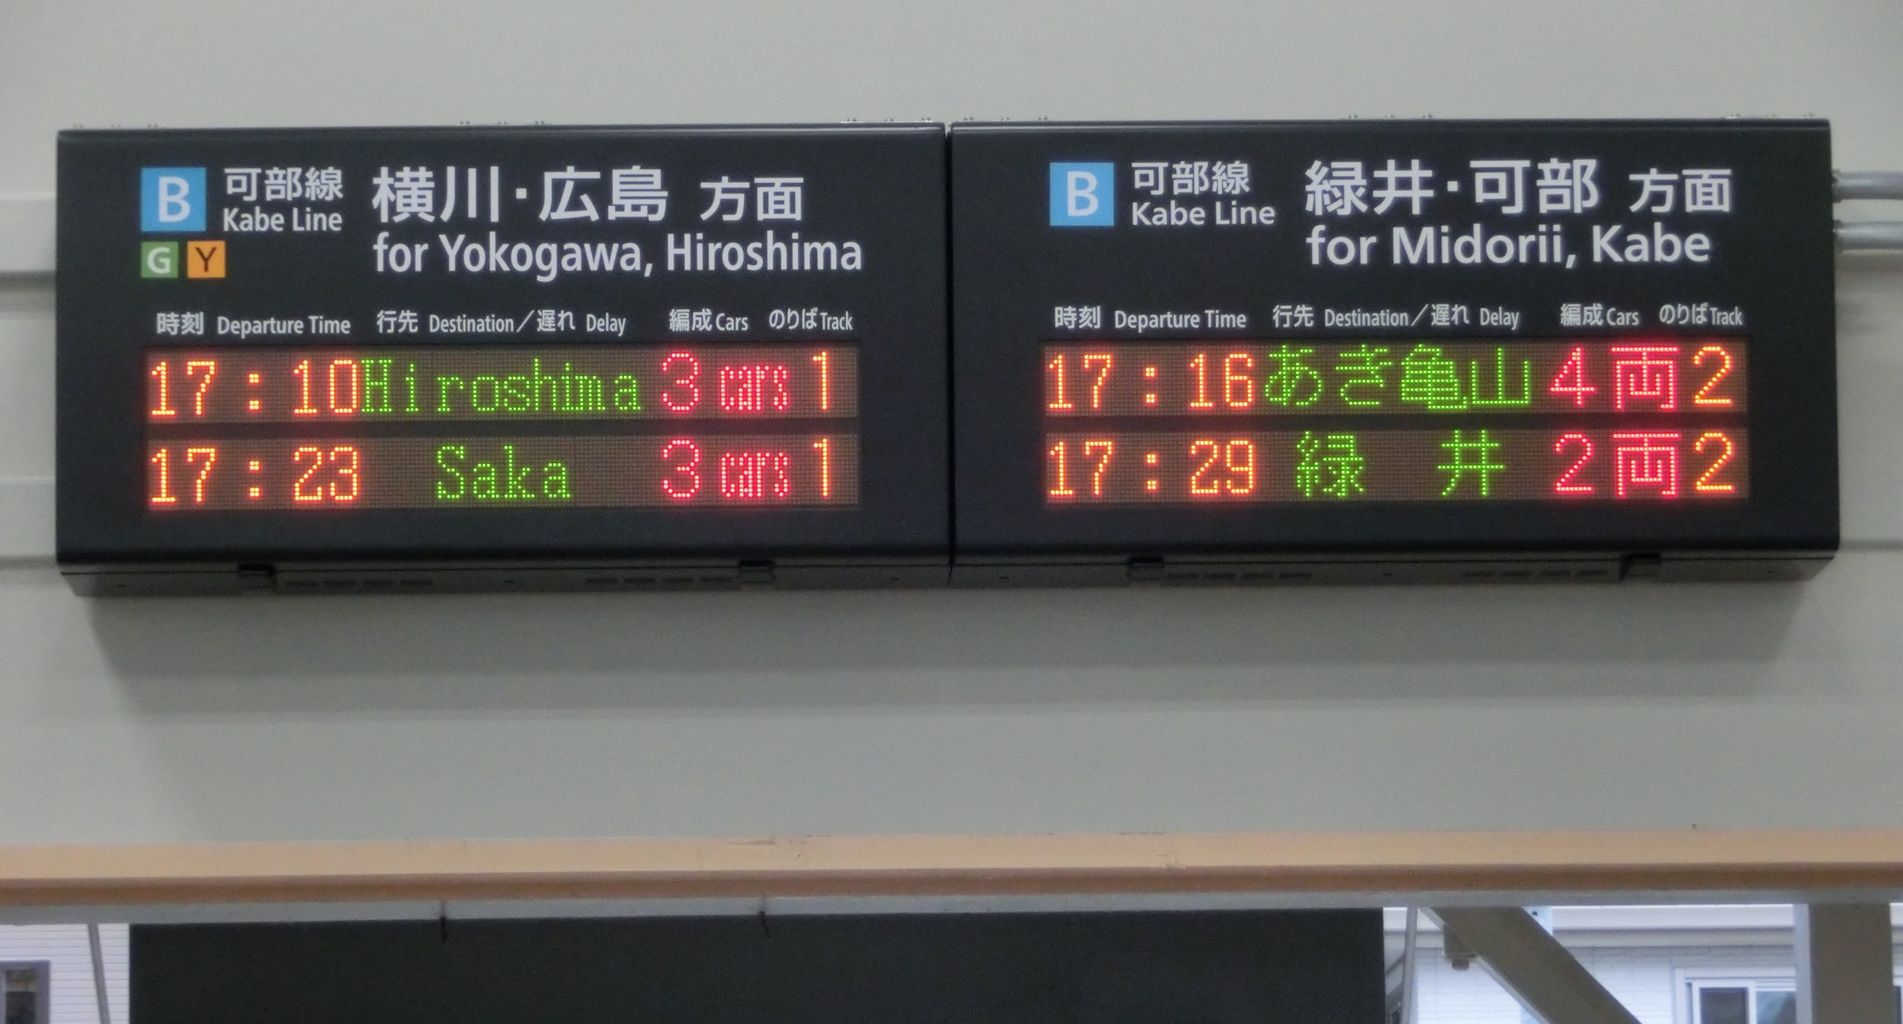 B 可部線 横川・広島 方面
Kabe Line for Yokogawa, Hiroshima
G Y
時刻 Departure Time 行先 Destination／遅れ Delay 編成 Cars のりば Track
17:10 Hiroshima 3 cars 1
17:23 Saka 3 cars 1
B 可部線 緑井・可部 方面
Kabe Line for Midorii, Kabe
時刻 Departure Time 行先 Destination／遅れ Delay 編成 Cars のりば Track
17:16 あき亀山 4両 2
17:29 緑井 2両 2